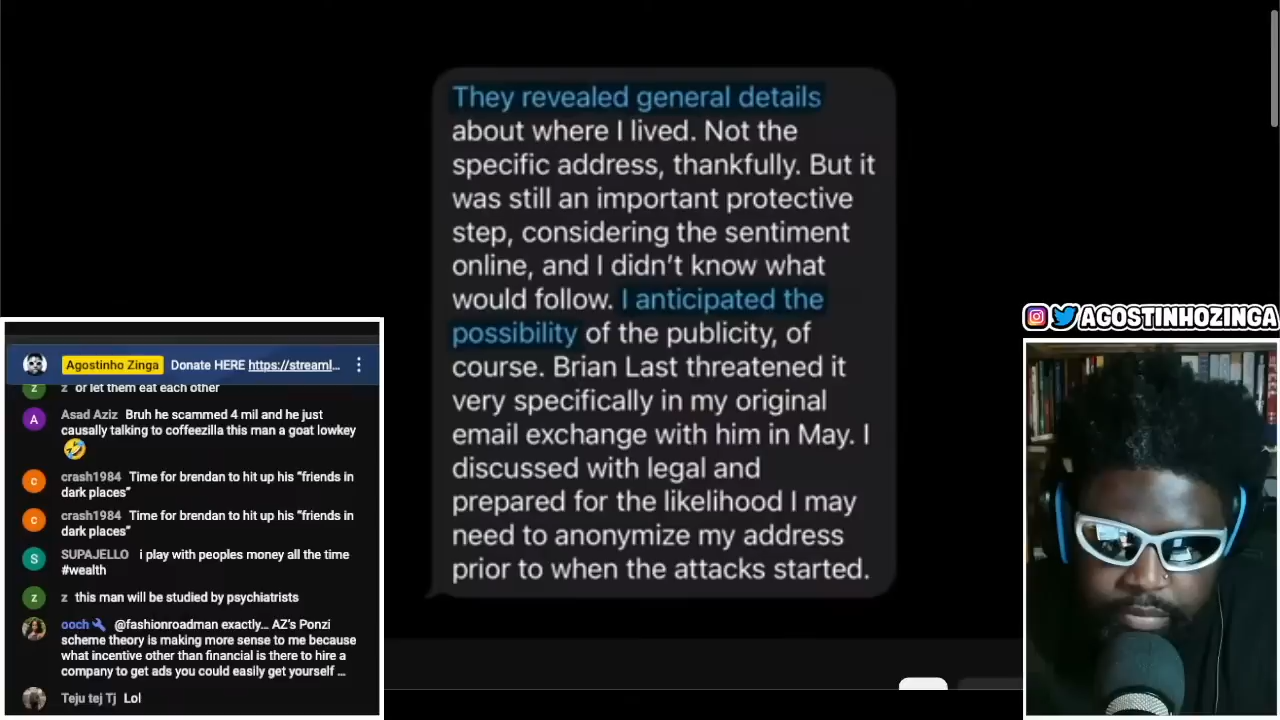 They revealed general details
about where I lived. Not the
specific address, thankfully. But it
was still an important protective
step, considering the sentiment
online, and I didn't know what
would follow. I anticipated the
possibility of the publicity, of
course. Brian Last threatened it
very specifically in my original
email exchange with him in May. I
discussed with legal and
prepared for the likelihood I may
need to anonymize my address
prior to when the attacks started.
AGOSTINHOZINGA
Agostinho Zinga Donate HERE https://streaml...
z or let them eat each other
A Asad Aziz Bruh he scammed 4 mil and he just
causally talking to coffeezilla this man a goat lowkey
🤣
c crash1984 Time for brendan to hit up his “friends in
dark places”
c crash1984 Time for brendan to hit up his “friends in
dark places”
S SUPAJELLO i play with peoples money all the time
#wealth
z z this man will be studied by psychiatrists
ooch @fashionroadman exactly... AZ's Ponzi
scheme theory is making more sense to me because
what incentive other than financial is there to hire a
company to get ads you could easily get yourself ...
Teju tej Tj Lol